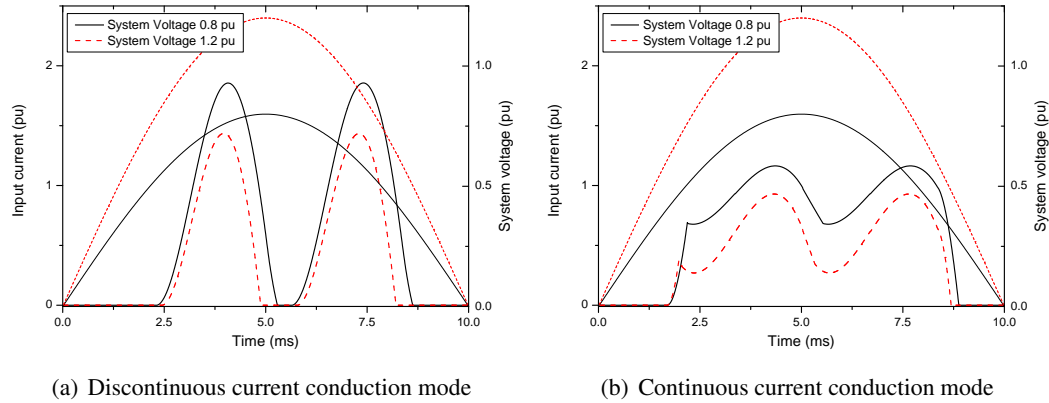 System Voltage 0.8 pu
System Voltage 1.2 pu
Input current (pu)
2
1
0
1.0
0.5
0.0
System voltage (pu)
0.0
2.5
5.0
7.5
10.0
Time (ms)
(a) Discontinuous current conduction mode
System Voltage 0.8 pu
System Voltage 1.2 pu
Input current (pu)
2
1
0
1.0
0.5
0.0
System voltage (pu)
0.0
2.5
5.0
7.5
10.0
Time (ms)
(b) Continuous current conduction mode